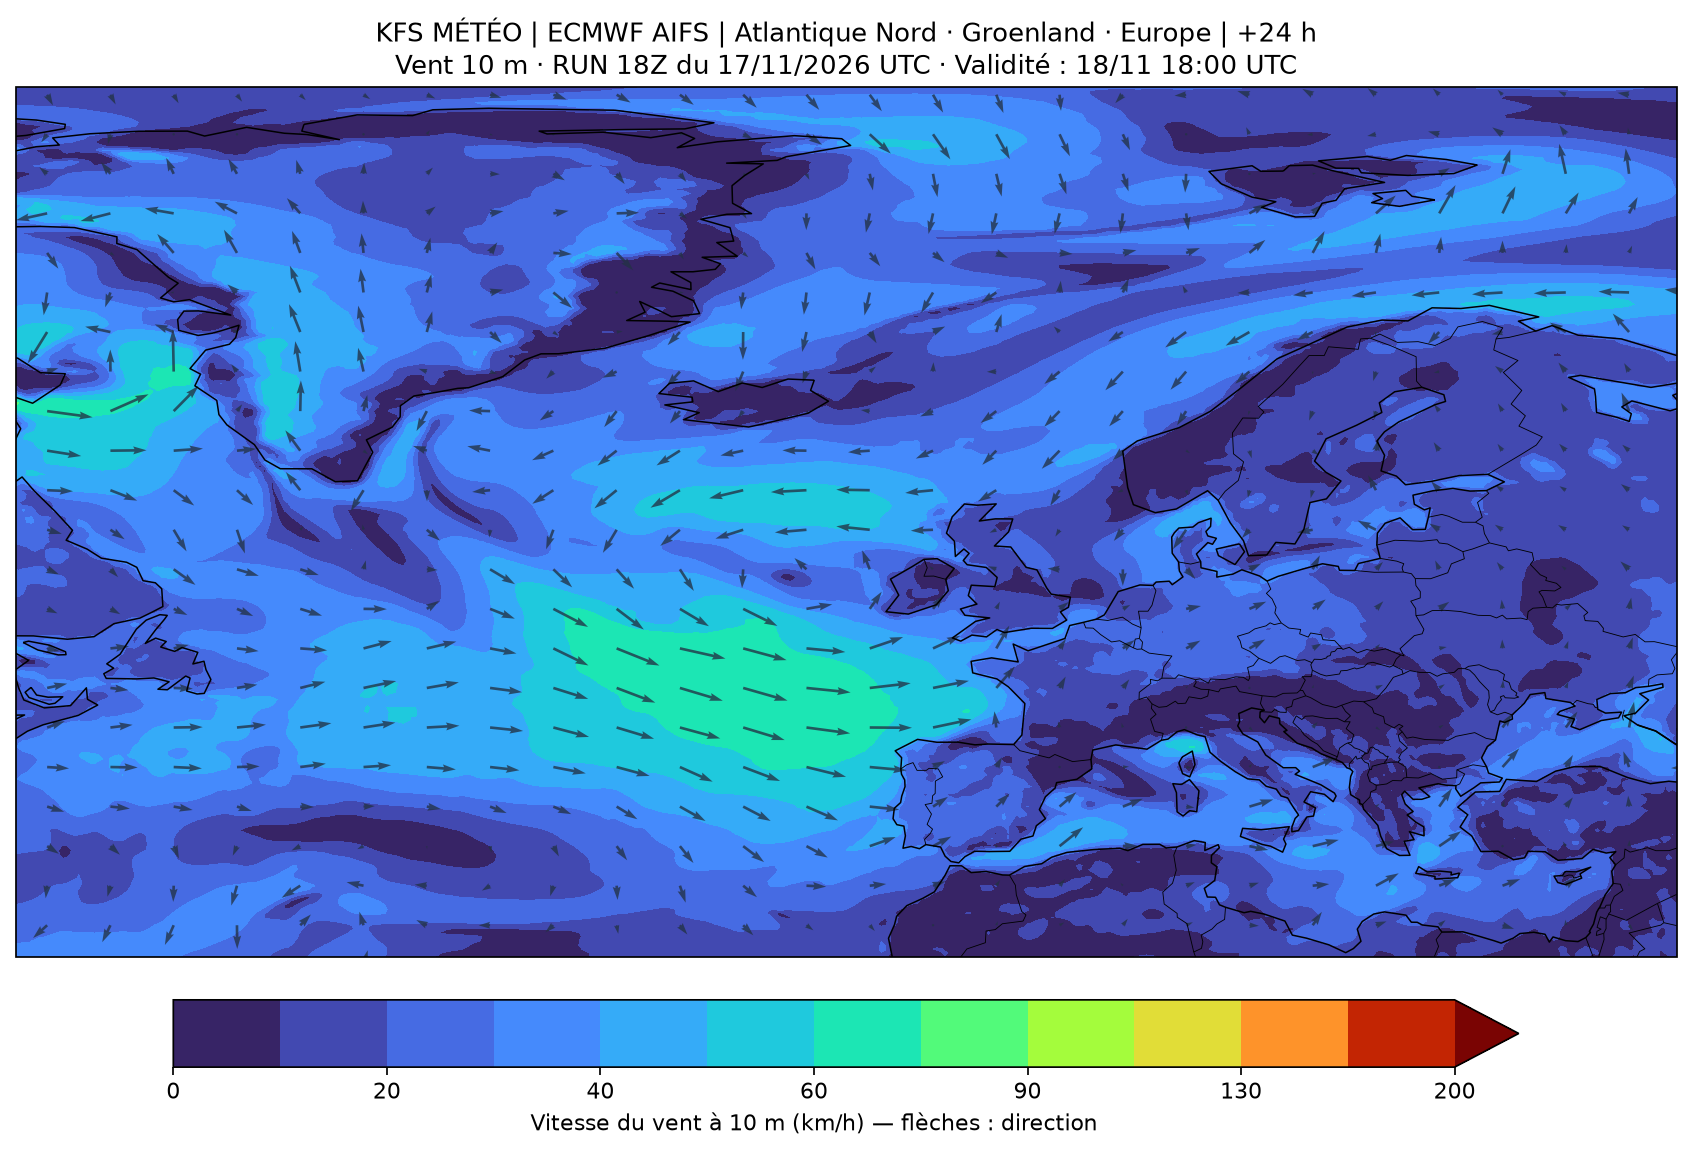 KFS MÉTÉO | ECMWF AIFS | Atlantique Nord · Groenland · Europe | +24 h
Vent 10 m · RUN 18Z du 17/11/2026 UTC · Validité : 18/11 18:00 UTC
0 20 40 60 90 130 200
Vitesse du vent à 10 m (km/h) — flèches : direction